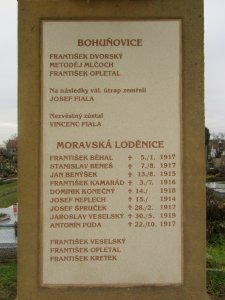 BOHUŇOVICE
FRANTIŠEK DVORSKÝ
METODĚJ MLČOCH
FRANTIŠEK OPLETAL
Na následky vál. útrap zemřeli
JOSEF FIALA
Nezvěstný zůstal
VINCENC FIALA
MORAVSKÁ LODĚNICE
FRANTIŠEK BĚHAL † 5./1. 1917
STANISLAV BENEŠ † 7./8. 1917
JAN BENÝŠEK † 13./8. 1915
FRANTIŠEK KAMARÁD † 3./7. 1916
DOMINIK KONEČNÝ † 14./ 1918
JOSEF NEPLECH † 15./ 1914
JOSEF ŠPRUČEK † 28./2. 1917
JAROSLAV VESELSKÝ † 30./5. 1919
ANTONÍN PUDA † 22./10. 1917
FRANTIŠEK VESELSKÝ
FRANTIŠEK OPLETAL
FRANTIŠEK KRETEK